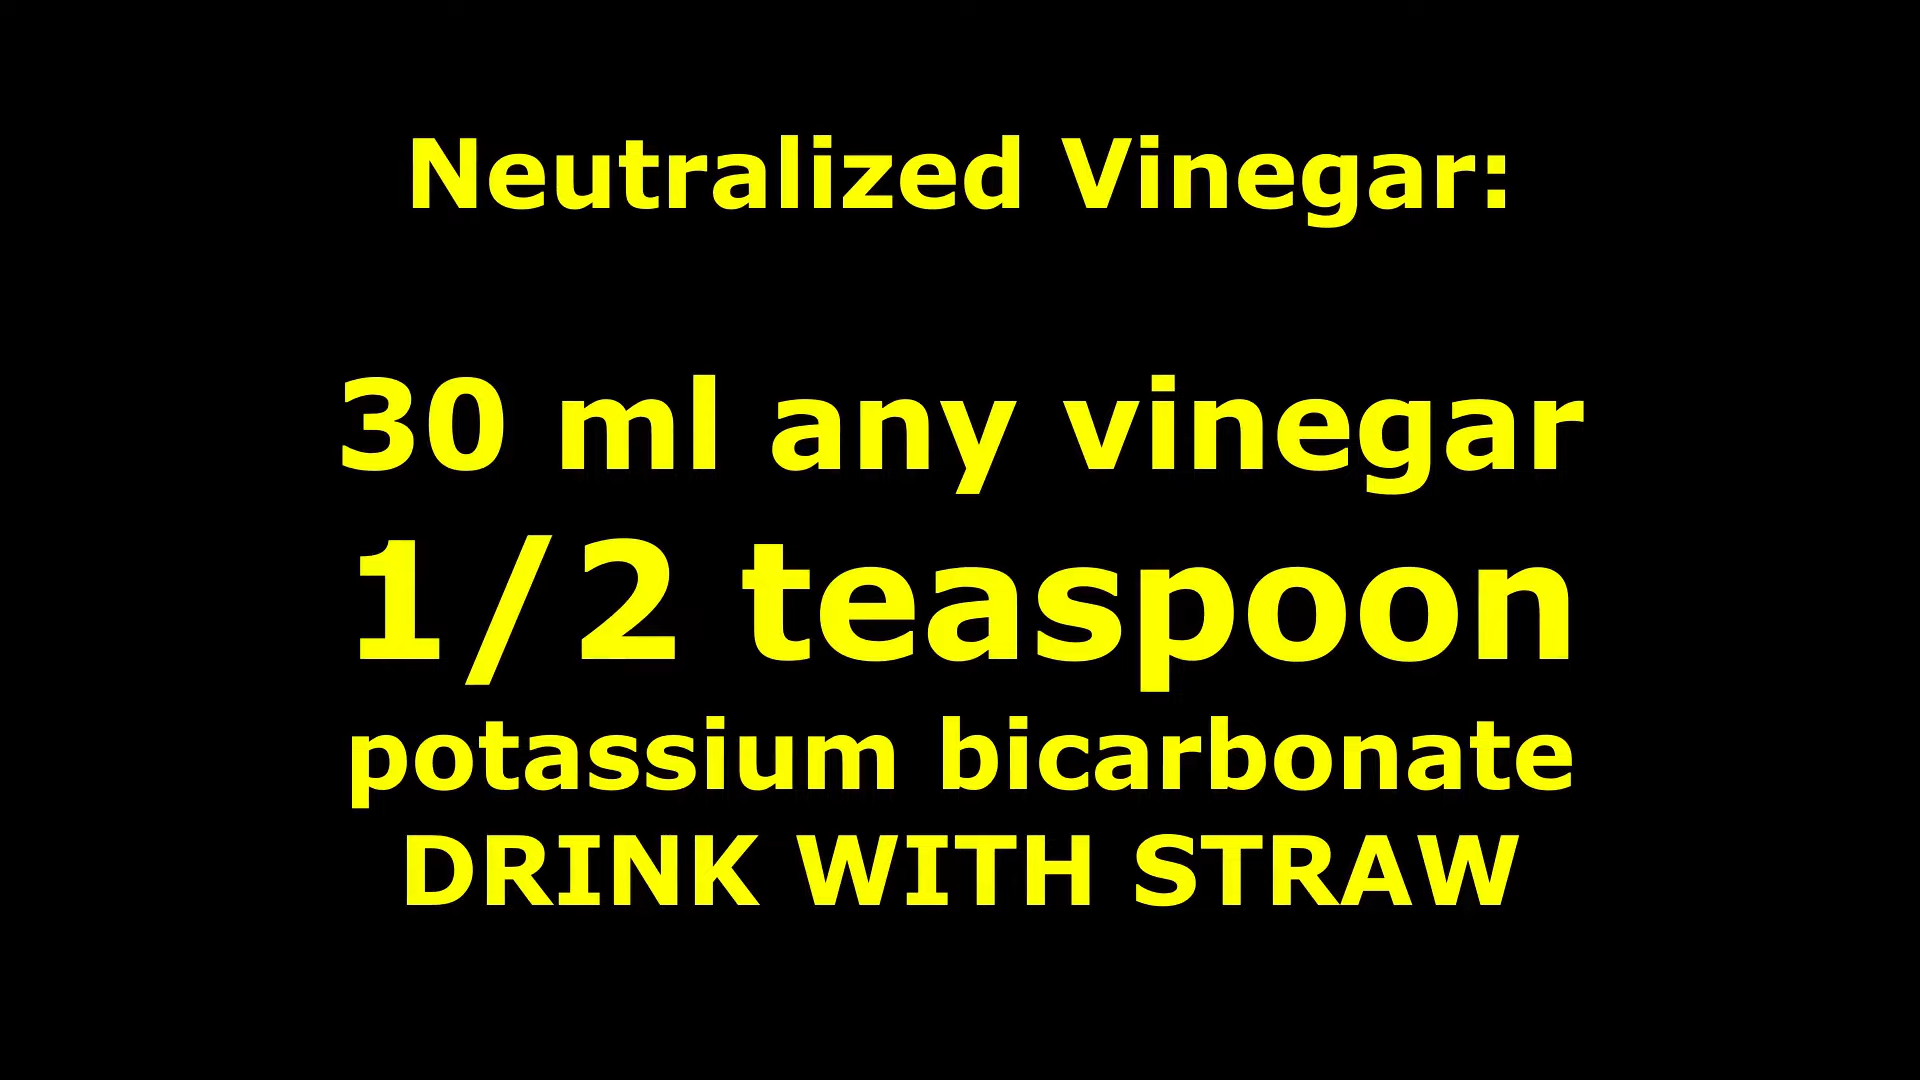 Neutralized Vinegar:
30 ml any vinegar
1/2 teaspoon
potassium bicarbonate
DRINK WITH STRAW